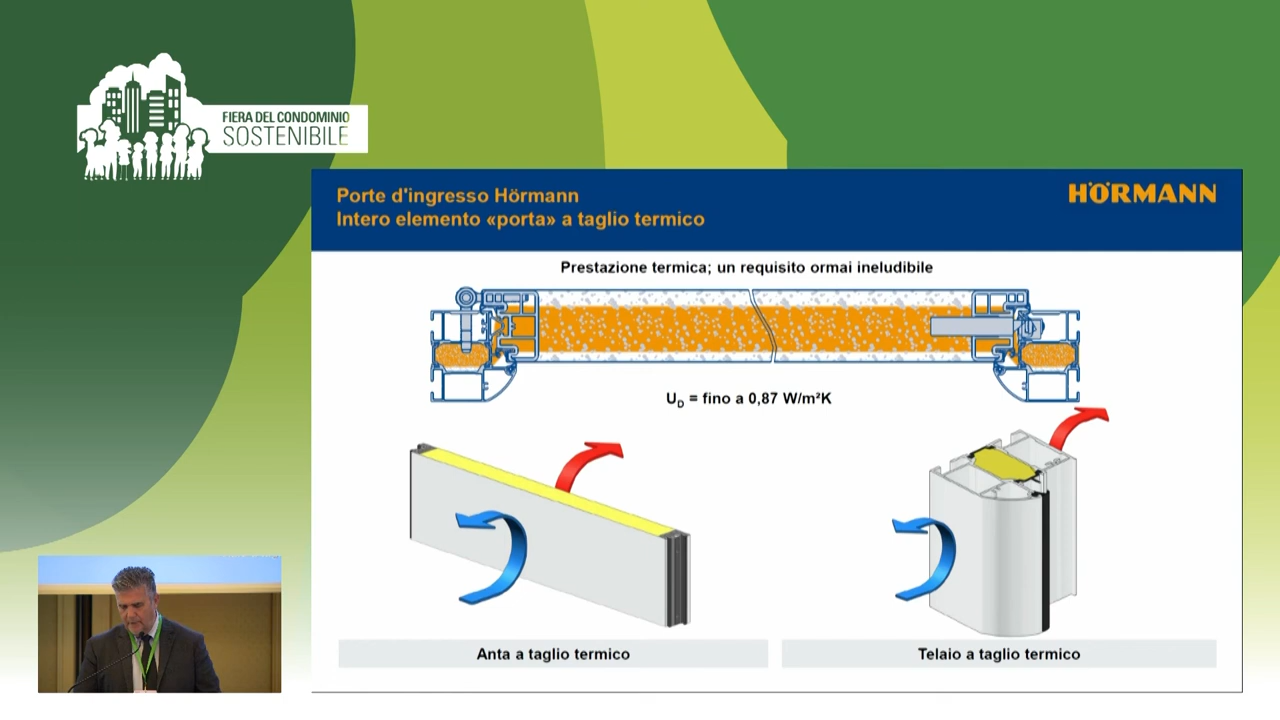 FIERA DEL CONDOMINIO
SOSTENIBILE
Porte d'ingresso Hörmann
Intero elemento «porta» a taglio termico
HÖRMANN
Prestazione termica; un requisito ormai ineludibile
U_D = fino a 0,87 W/m²K
Anta a taglio termico
Telaio a taglio termico